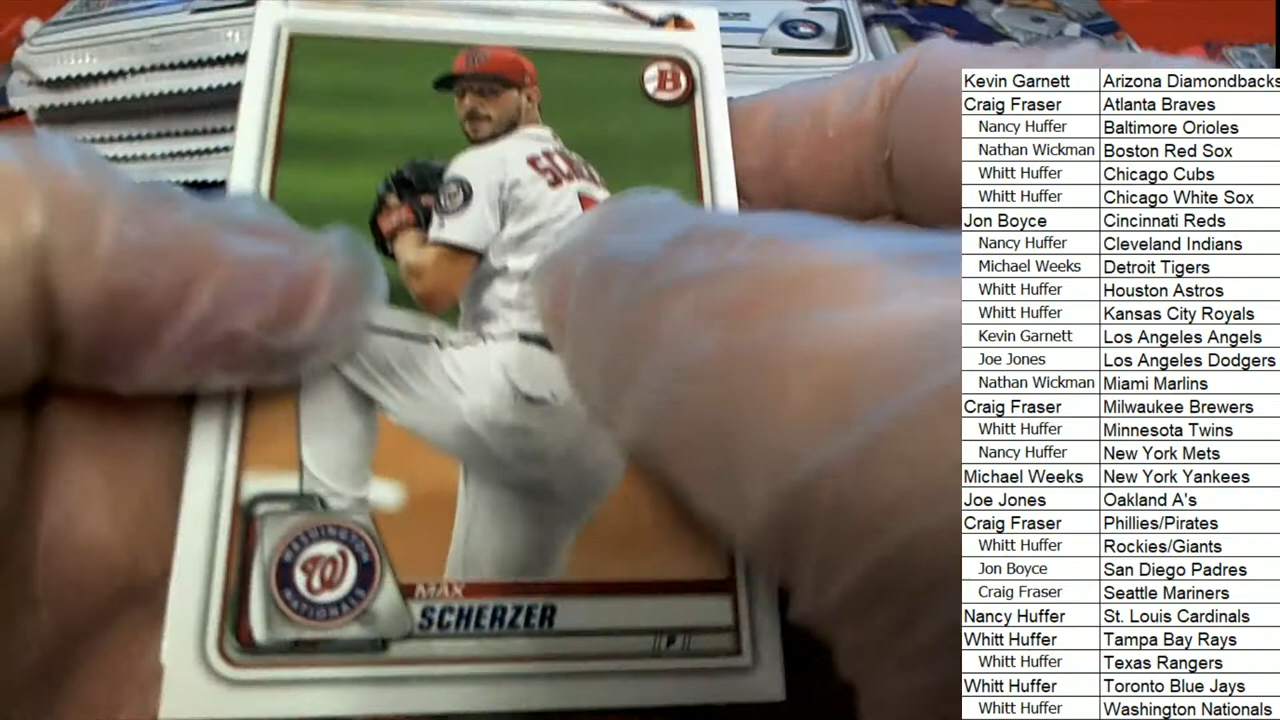 B
SCHE
WASHINGTON
W
NATIONALS
MAX
SCHERZER
P
Kevin Garnett Arizona Diamondbacks
Craig Fraser Atlanta Braves
Nancy Huffer Baltimore Orioles
Nathan Wickman Boston Red Sox
Whitt Huffer Chicago Cubs
Whitt Huffer Chicago White Sox
Jon Boyce Cincinnati Reds
Nancy Huffer Cleveland Indians
Michael Weeks Detroit Tigers
Whitt Huffer Houston Astros
Whitt Huffer Kansas City Royals
Kevin Garnett Los Angeles Angels
Joe Jones Los Angeles Dodgers
Nathan Wickman Miami Marlins
Craig Fraser Milwaukee Brewers
Whitt Huffer Minnesota Twins
Nancy Huffer New York Mets
Michael Weeks New York Yankees
Joe Jones Oakland A's
Craig Fraser Phillies/Pirates
Whitt Huffer Rockies/Giants
Jon Boyce San Diego Padres
Craig Fraser Seattle Mariners
Nancy Huffer St. Louis Cardinals
Whitt Huffer Tampa Bay Rays
Whitt Huffer Texas Rangers
Whitt Huffer Toronto Blue Jays
Whitt Huffer Washington Nationals